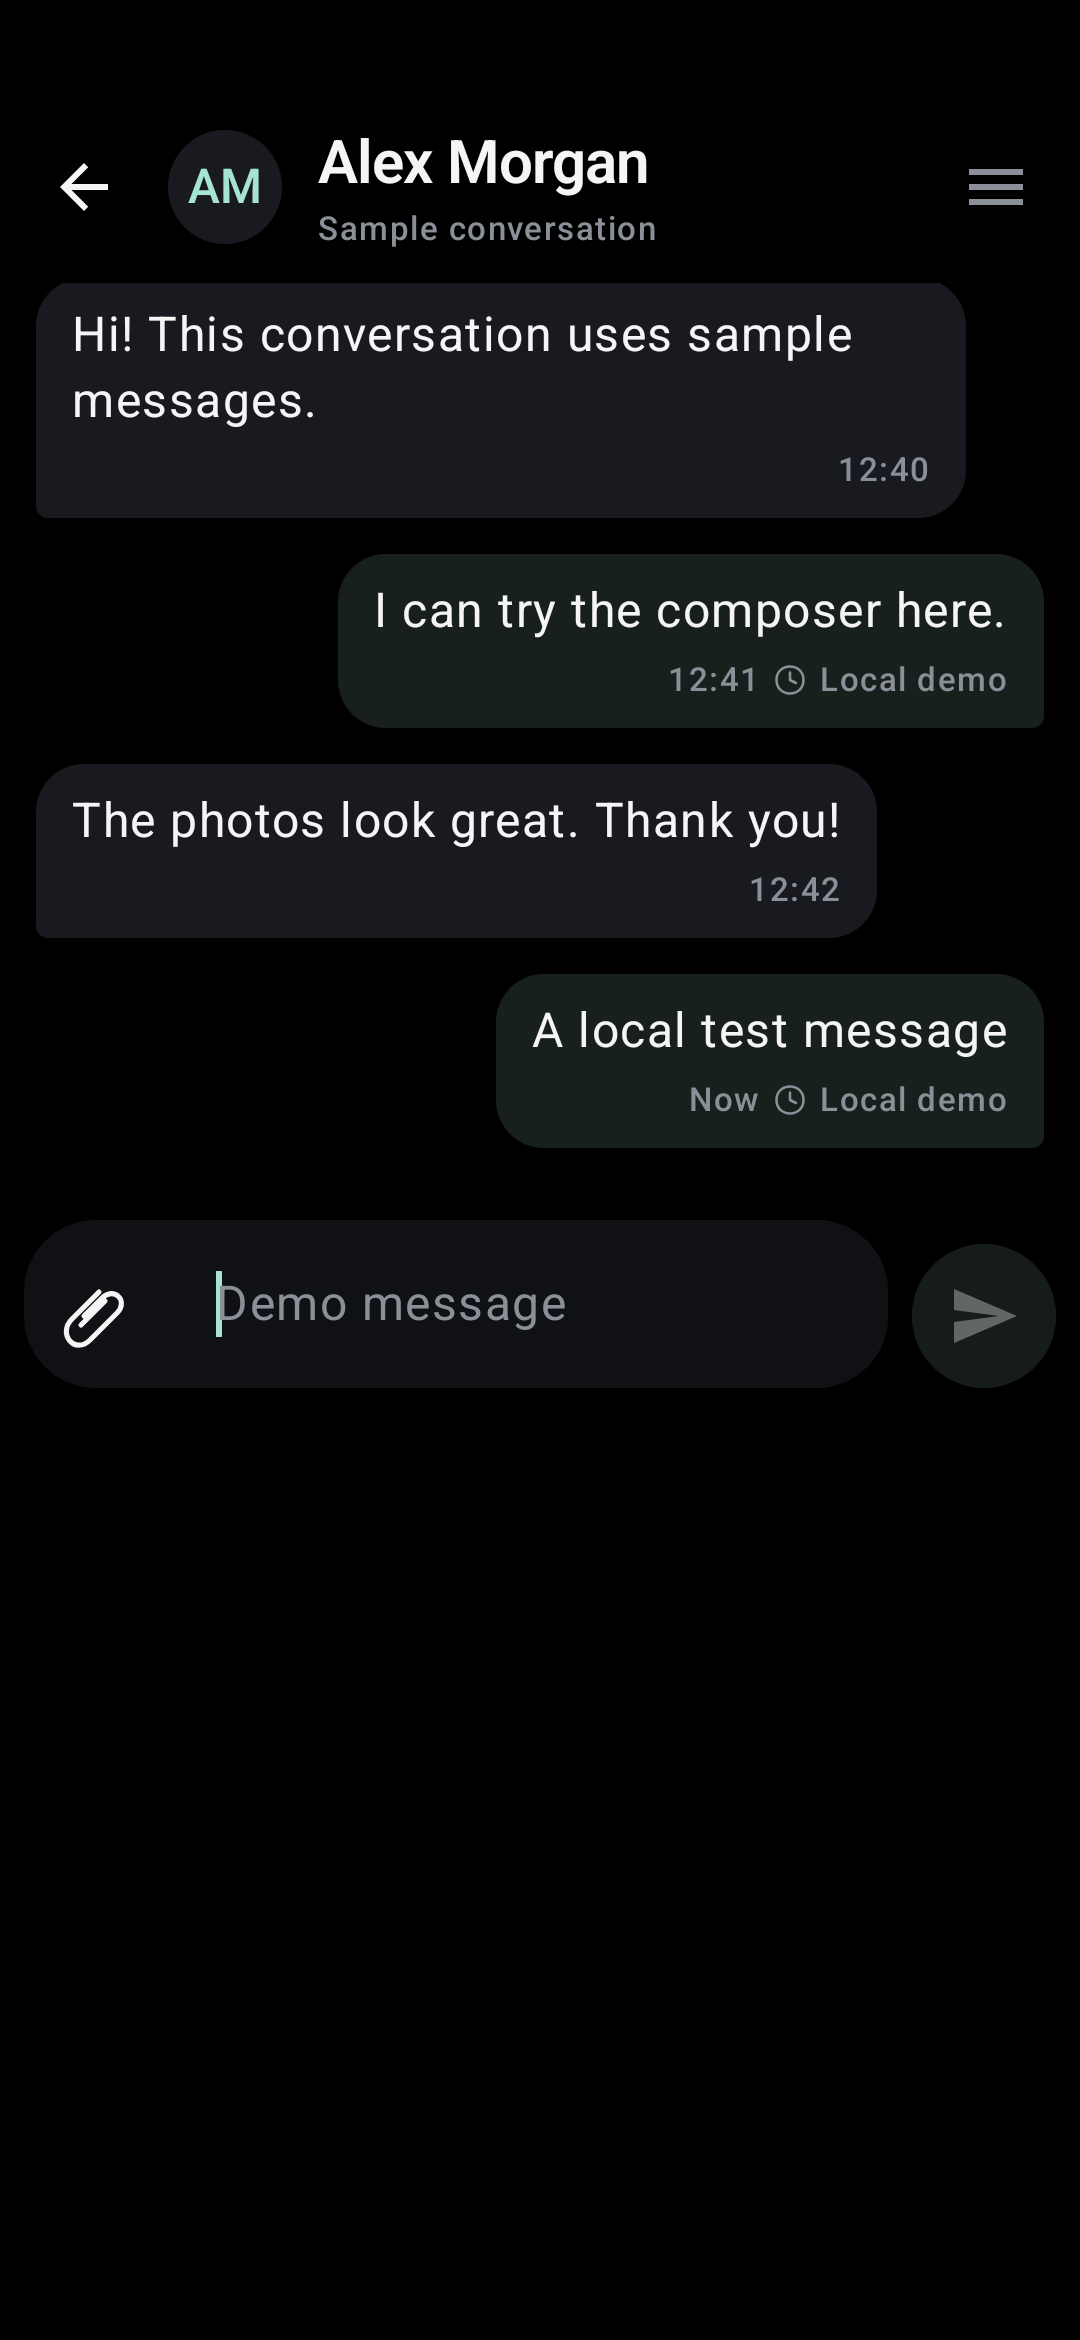 AM
Alex Morgan
Sample conversation
Hi! This conversation uses sample
messages.
12:40
I can try the composer here.
12:41 Local demo
The photos look great. Thank you!
12:42
A local test message
Now Local demo
Demo message